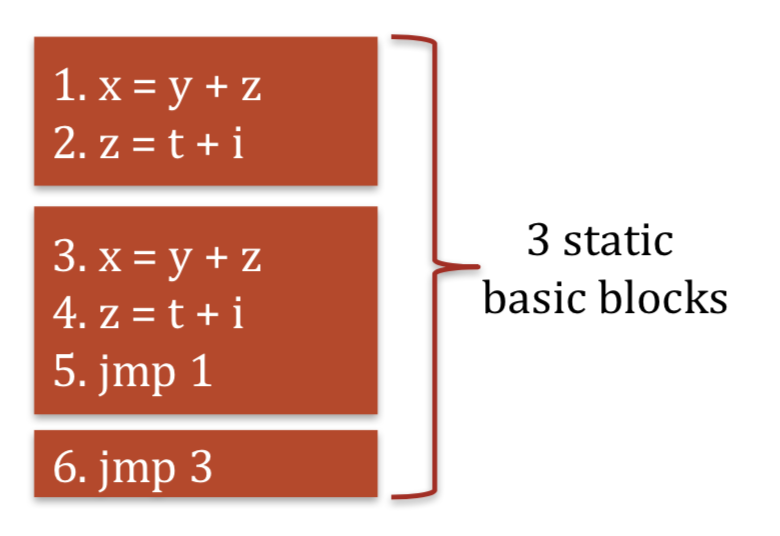 1. x = y + z
2. z = t + i
3. x = y + z
4. z = t + i
5. jmp 1
6. jmp 3
3 static
basic blocks